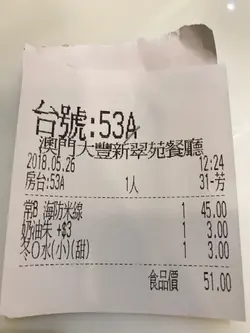 台號:53A
澳門大豐新翠苑餐廳
2018.05.26 12:24
房台:53A 1人 31-芳
常B 海防米線 1 45.00
奶油朱 +$3 1 3.00
冬O水(小)(甜) 1 3.00
食品價 51.00